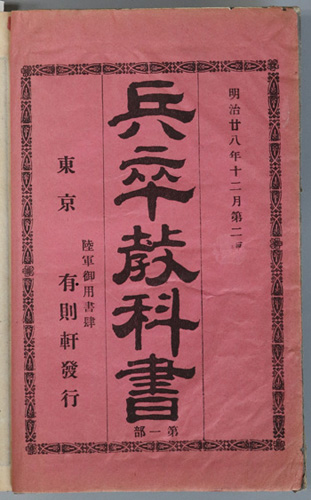 明治廿八年十二月第二
兵卒教科書
第一部
陸軍御用書肆
東京 有則軒發行